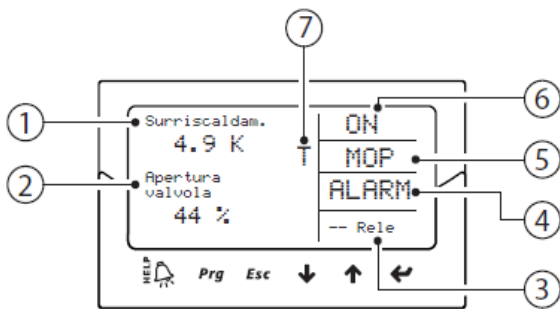 7
1
Surriscaldam.
4.9 K
T
2
Apertura
valvola
44 %
ON
6
MOP
5
ALARM
4
-- Rele
3
HELP
Prg
Esc